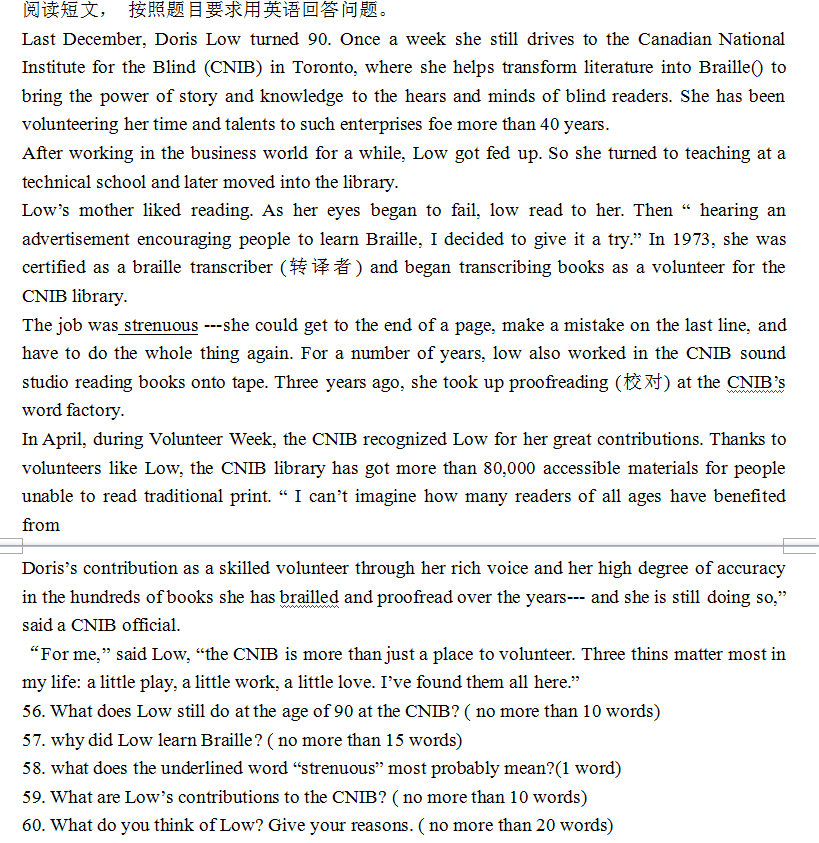 阅读短文， 按照题目要求用英语回答问题。
Last December, Doris Low turned 90. Once a week she still drives to the Canadian National
Institute for the Blind (CNIB) in Toronto, where she helps transform literature into Braille() to
bring the power of story and knowledge to the hears and minds of blind readers. She has been
volunteering her time and talents to such enterprises foe more than 40 years.
After working in the business world for a while, Low got fed up. So she turned to teaching at a
technical school and later moved into the library.
Low’s mother liked reading. As her eyes began to fail, low read to her. Then “ hearing an
advertisement encouraging people to learn Braille, I decided to give it a try.” In 1973, she was
certified as a braille transcriber (转译者) and began transcribing books as a volunteer for the
CNIB library.
The job was strenuous ---she could get to the end of a page, make a mistake on the last line, and
have to do the whole thing again. For a number of years, low also worked in the CNIB sound
studio reading books onto tape. Three years ago, she took up proofreading (校对) at the CNIB’s
word factory.
In April, during Volunteer Week, the CNIB recognized Low for her great contributions. Thanks to
volunteers like Low, the CNIB library has got more than 80,000 accessible materials for people
unable to read traditional print. “ I can’t imagine how many readers of all ages have benefited
from
Doris’s contribution as a skilled volunteer through her rich voice and her high degree of accuracy
in the hundreds of books she has brailled and proofread over the years--- and she is still doing so,”
said a CNIB official.
“For me,” said Low, “the CNIB is more than just a place to volunteer. Three thins matter most in
my life: a little play, a little work, a little love. I’ve found them all here.”
56. What does Low still do at the age of 90 at the CNIB? ( no more than 10 words)
57. why did Low learn Braille? ( no more than 15 words)
58. what does the underlined word “strenuous” most probably mean?(1 word)
59. What are Low’s contributions to the CNIB? ( no more than 10 words)
60. What do you think of Low? Give your reasons. ( no more than 20 words)